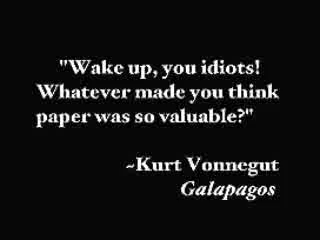 "Wake up, you idiots!
Whatever made you think
paper was so valuable?"
~Kurt Vonnegut
Galapagos